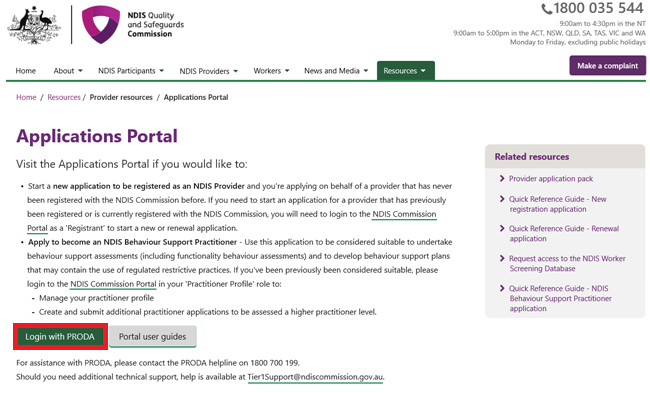 NDIS Quality
and Safeguards
Commission
1800 035 544
9:00am to 4:30pm in the NT
9:00am to 5:00pm in the ACT, NSW, QLD, SA, TAS, VIC and WA
Monday to Friday, excluding public holidays
Home About NDIS Participants NDIS Providers Workers News and Media Resources
Make a complaint
Home / Resources / Provider resources / Applications Portal
Applications Portal
Visit the Applications Portal if you would like to:
• Start a new application to be registered as an NDIS Provider and you're applying on behalf of a provider that has never
been registered with the NDIS Commission before. If you need to start an application for a provider that has previously
been registered or is currently registered with the NDIS Commission, you will need to login to the NDIS Commission
Portal as a 'Registrant' to start a new or renewal application.
• Apply to become an NDIS Behaviour Support Practitioner - Use this application to be considered suitable to undertake
behaviour support assessments (including functionality behaviour assessments) and to develop behaviour support plans
that may contain the use of regulated restrictive practices. If you've been previously been considered suitable, please
login to the NDIS Commission Portal in your 'Practitioner Profile' role to:
- Manage your practitioner profile
- Create and submit additional practitioner applications to be assessed a higher practitioner level.
Login with PRODA
Portal user guides
For assistance with PRODA, please contact the PRODA helpline on 1800 700 199.
Should you need additional technical support, help is available at Tier1Support@ndiscommission.gov.au.
Related resources
Provider application pack
Quick Reference Guide - New
registration application
Quick Reference Guide - Renewal
application
Request access to the NDIS Worker
Screening Database
Quick Reference Guide - NDIS
Behaviour Support Practitioner
application